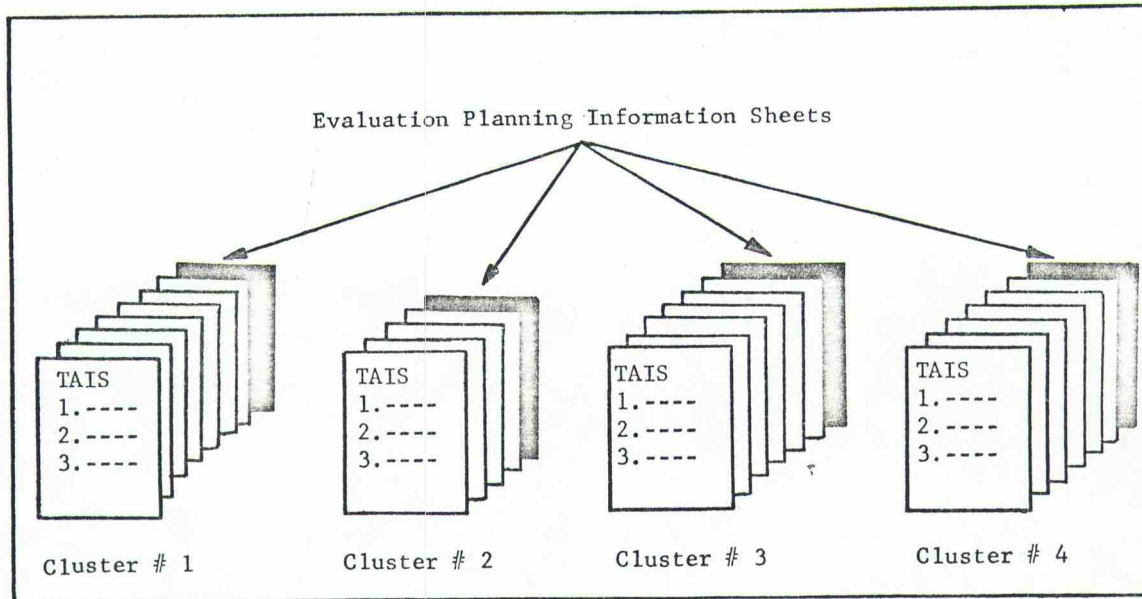 Evaluation Planning Information Sheets
TAIS
1.----
2.----
3.----
TAIS
1.----
2.----
3.----
TAIS
1.----
2.----
3.----
TAIS
1.----
2.----
3.----
Cluster # 1
Cluster # 2
Cluster # 3
Cluster # 4